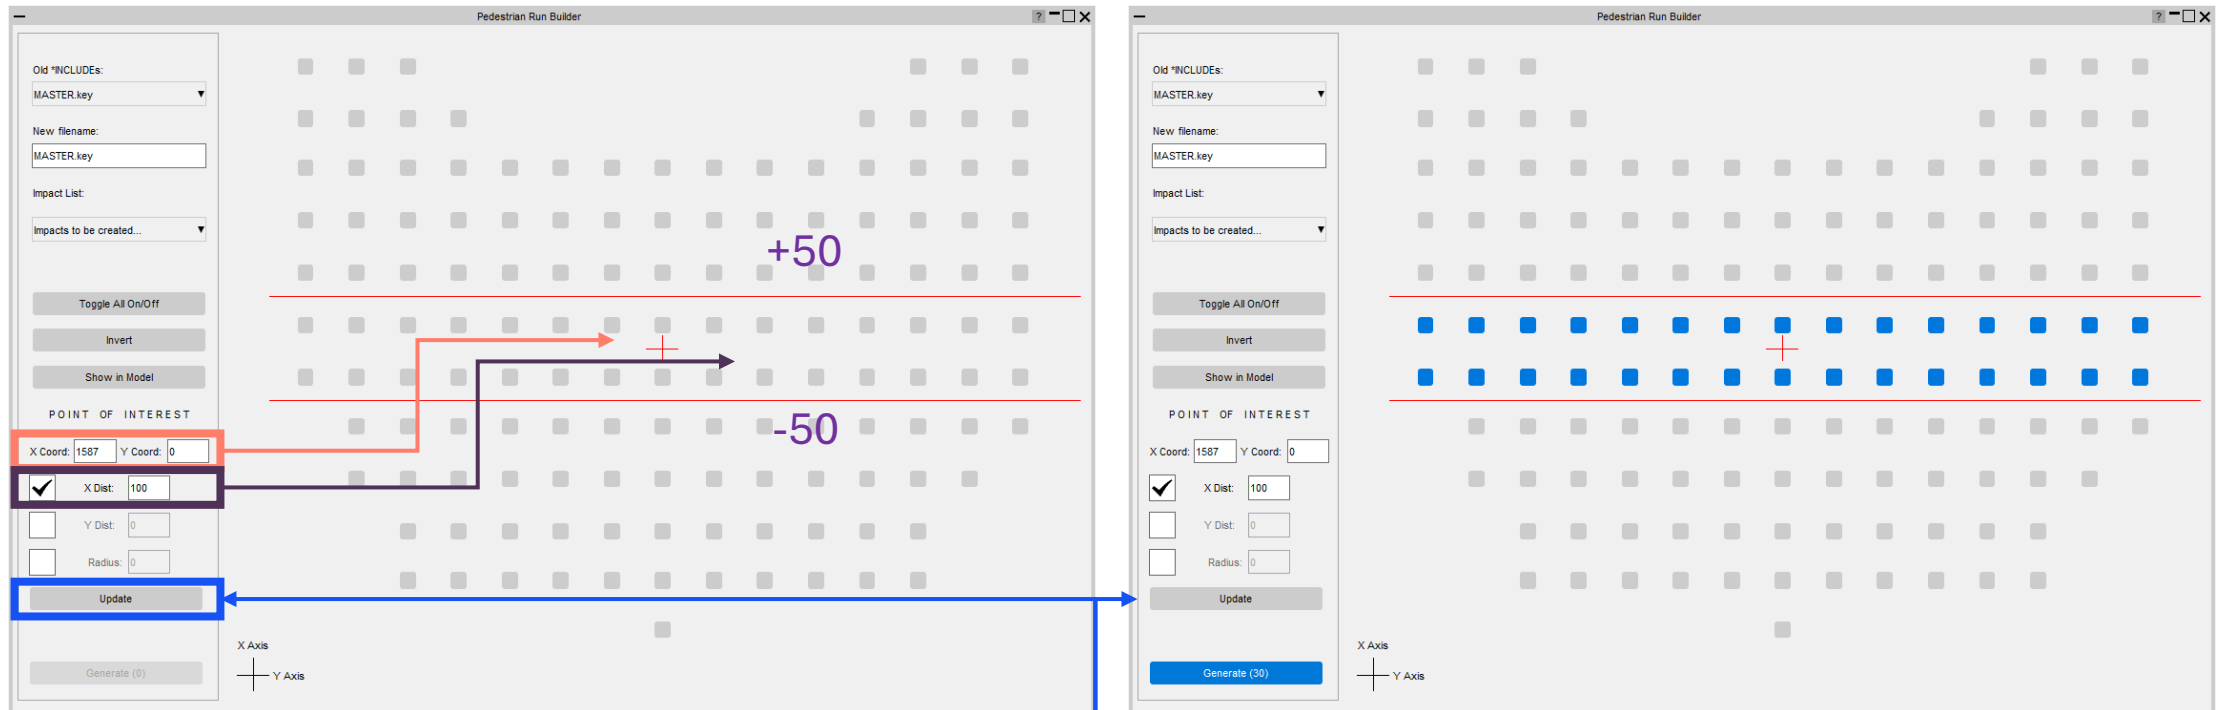 Pedestrian Run Builder
?
Old *INCLUDEs:
MASTER.key
New filename:
MASTER.key
Impact List:
Impacts to be created...
Toggle All On/Off
Invert
Show in Model
POINT OF INTEREST
X Coord: 1587 Y Coord: 0
X Dist: 100
Y Dist: 0
Radius: 0
Update
Generate (0)
+50
-50
X Axis
Y Axis
Pedestrian Run Builder
?
Old *INCLUDEs:
MASTER.key
New filename:
MASTER.key
Impact List:
Impacts to be created...
Toggle All On/Off
Invert
Show in Model
POINT OF INTEREST
X Coord: 1587 Y Coord: 0
X Dist: 100
Y Dist: 0
Radius: 0
Update
Generate (30)
X Axis
Y Axis